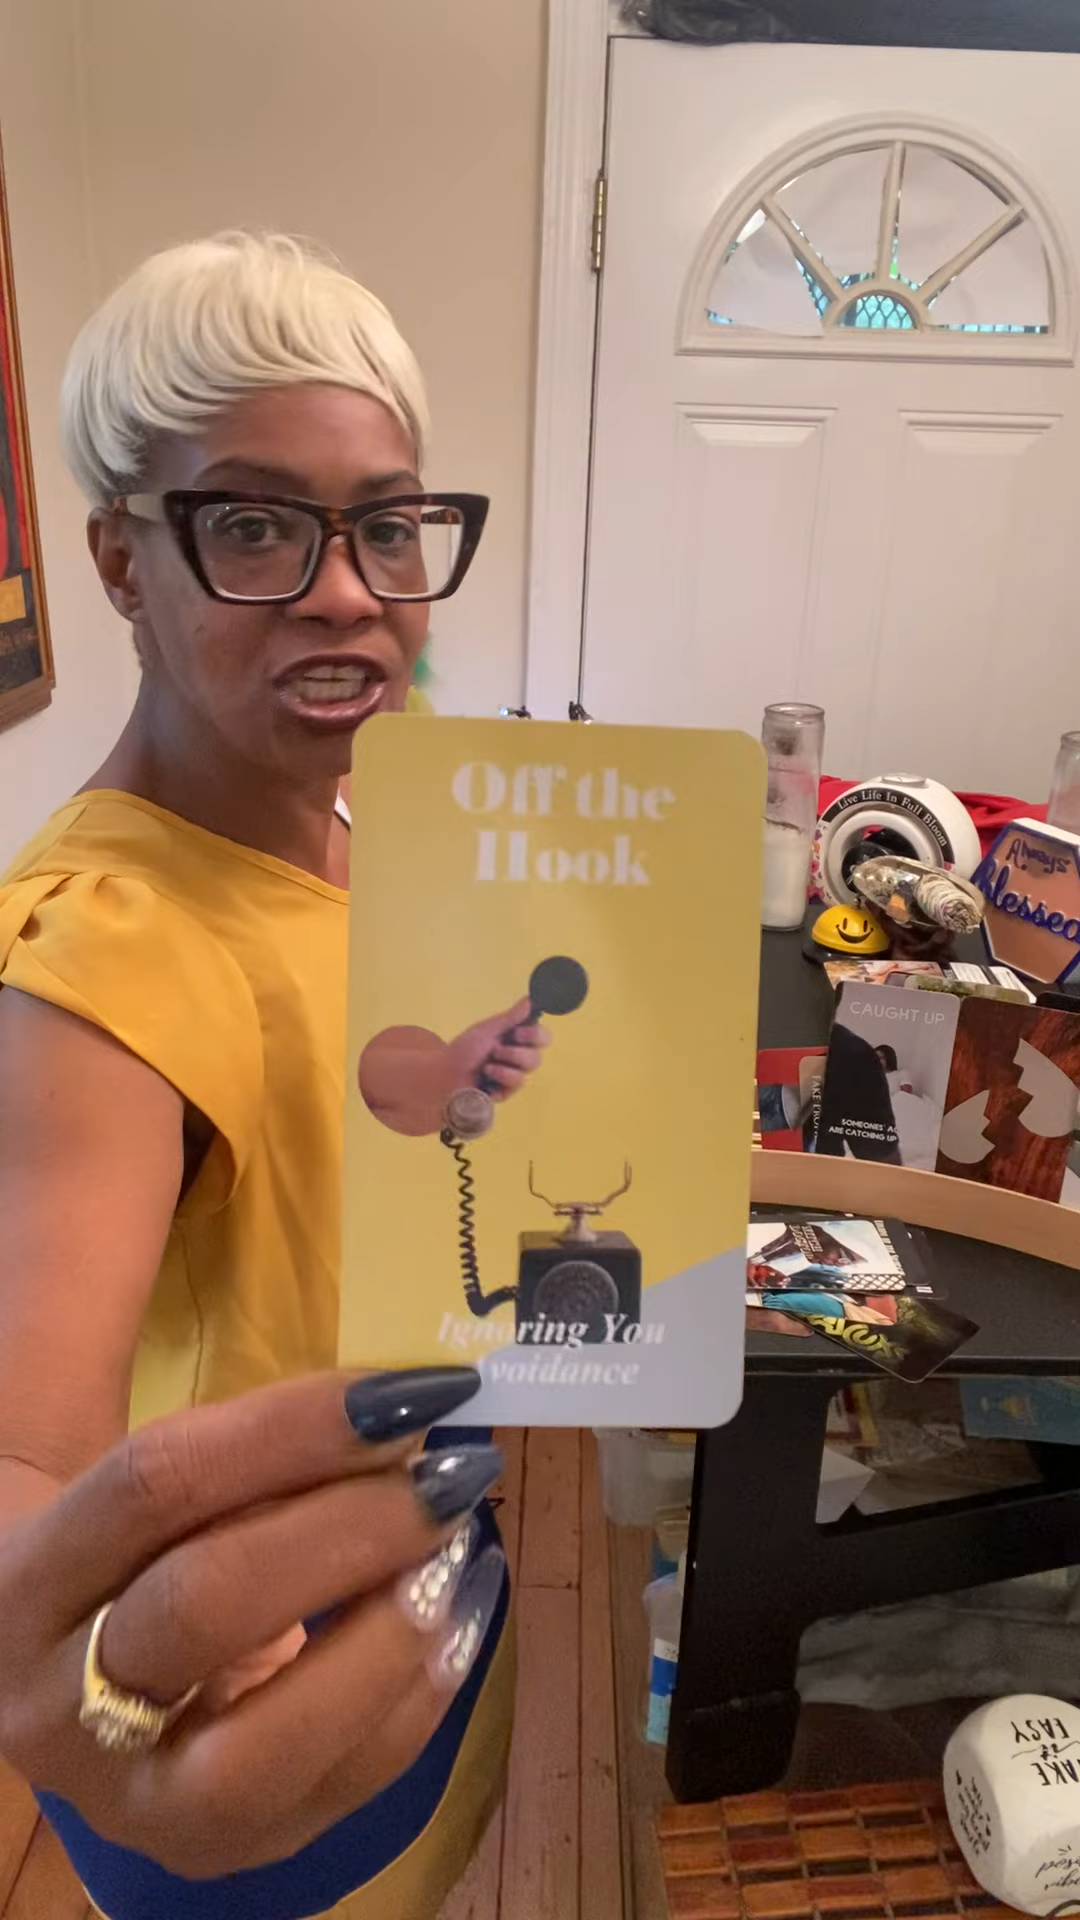 Off the
Hook
Ignoring You
Avoidance
Live Life In Full Bloom
Always
Blessed
CAUGHT UP
SOMEONES'
ARE CATCHING UP
TAKE
EASY